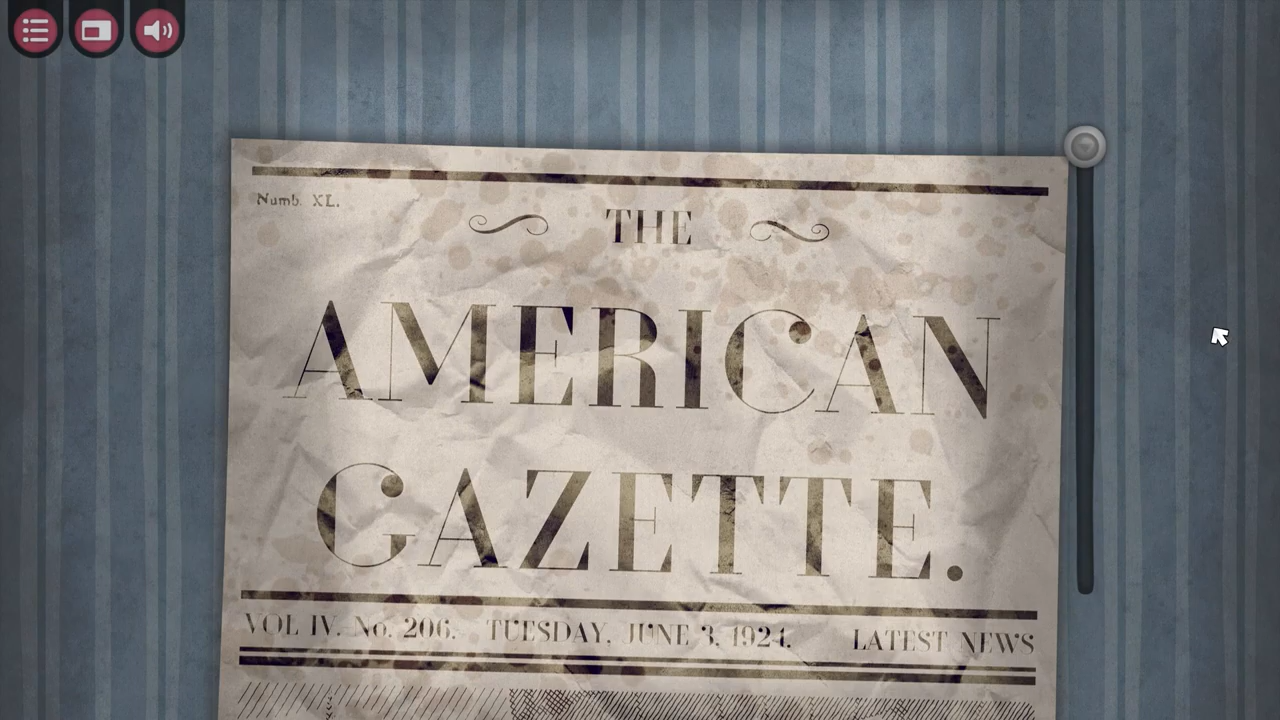 Numb. XL.
THE
AMERICAN
GAZETTE.
VOL IV. No. 206. TUESDAY, JUNE 3, 1924. LATEST NEWS